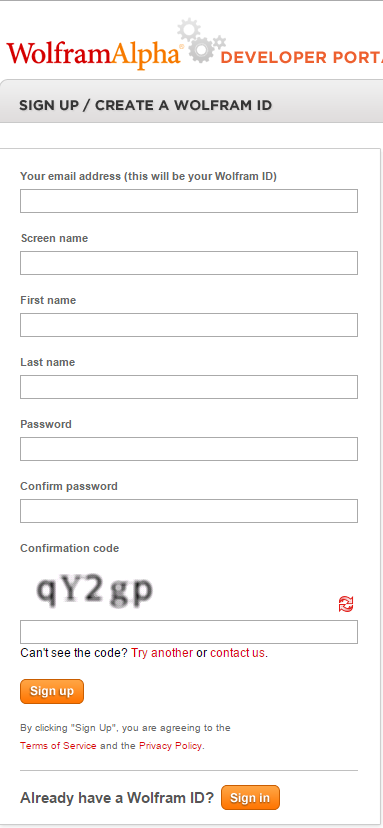 WolframAlpha DEVELOPER PORTA
SIGN UP / CREATE A WOLFRAM ID
Your email address (this will be your Wolfram ID)
Screen name
First name
Last name
Password
Confirm password
Confirmation code
qY2gp
Can't see the code? Try another or contact us.
Sign up
By clicking "Sign Up", you are agreeing to the
Terms of Service and the Privacy Policy.
Already have a Wolfram ID? Sign in